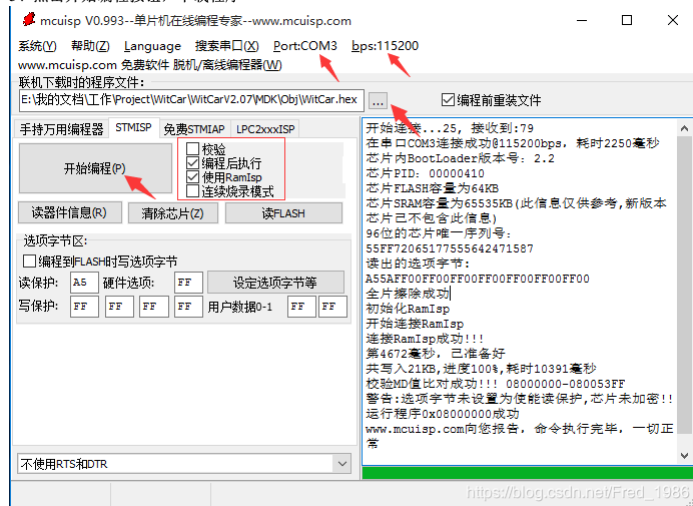 mcuisp V0.993--单片机在线编程专家--www.mcuisp.com
系统(Y) 帮助(Z) Language 搜索串口(X) Port:COM3 bps:115200
www.mcuisp.com 免费软件 脱机/离线编程器(W)
联机下载时的程序文件:
E:\我的文档\工作\Project\WitCar\WitCarV2.07\MDK\Obj\WitCar.hex ... 编程前重装文件
手持万用编程器 STMISP 免费STMIAP LPC2xxxISP
开始编程(P)
校验
编程后执行
使用RamIsp
连续烧录模式
读器件信息(R) 清除芯片(Z) 读FLASH
选项字节区:
编程到FLASH时写选项字节
读保护: A5 硬件选项: FF 设定选项字节等
写保护: FF FF FF FF 用户数据0-1 FF FF
不使用RTS和DTR
开始连接...25, 接收到:79
在串口COM3连接成功@115200bps, 耗时2250毫秒
芯片内BootLoader版本号: 2.2
芯片PID: 00000410
芯片FLASH容量为64KB
芯片SRAM容量为65535KB(此信息仅供参考,新版本
芯片已不包含此信息)
96位的芯片唯一序列号:
55FF72065177555642471587
读出的选项字节:
A55AFF00FF00FF00FF00FF00FF00FF00
全片擦除成功
初始化RamIsp
开始连接RamIsp
连接RamIsp成功!!!
第4672毫秒, 己准备好
共写入21KB,进度100%,耗时10391毫秒
校验MD值比对成功!!! 08000000-080053FF
警告:选项字节未设置为使能读保护,芯片未加密!!
运行程序0x08000000成功
www.mcuisp.com向您报告, 命令执行完毕, 一切正
常
https://blog.csdn.net/Fred_1986